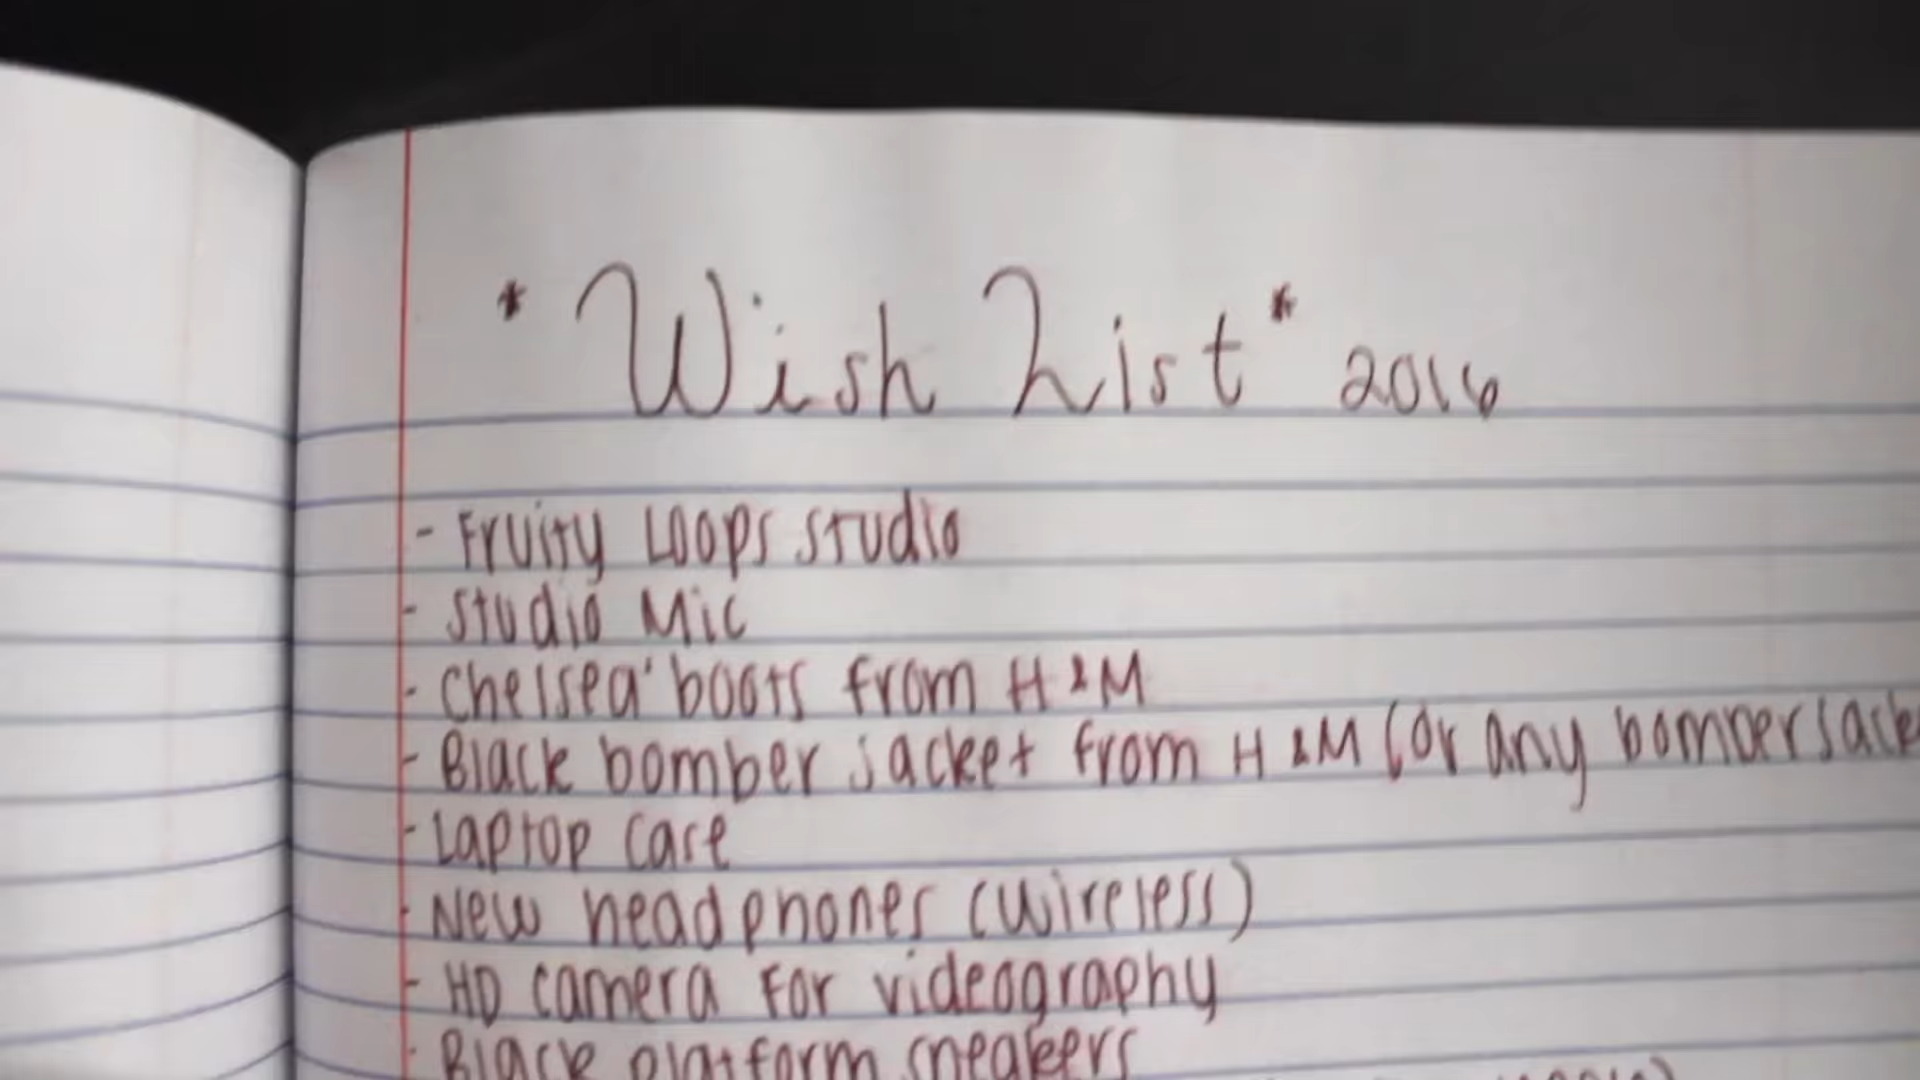 * Wish List * 2016
- Fruity Loops Studio
- Studio Mic
- Chelsea' boots from H&M
- Black bomber jacket from H&M (or any bomber jacke
- Laptop case
- New headphones (wireless)
- HD camera for videography
- Black platform sneakers